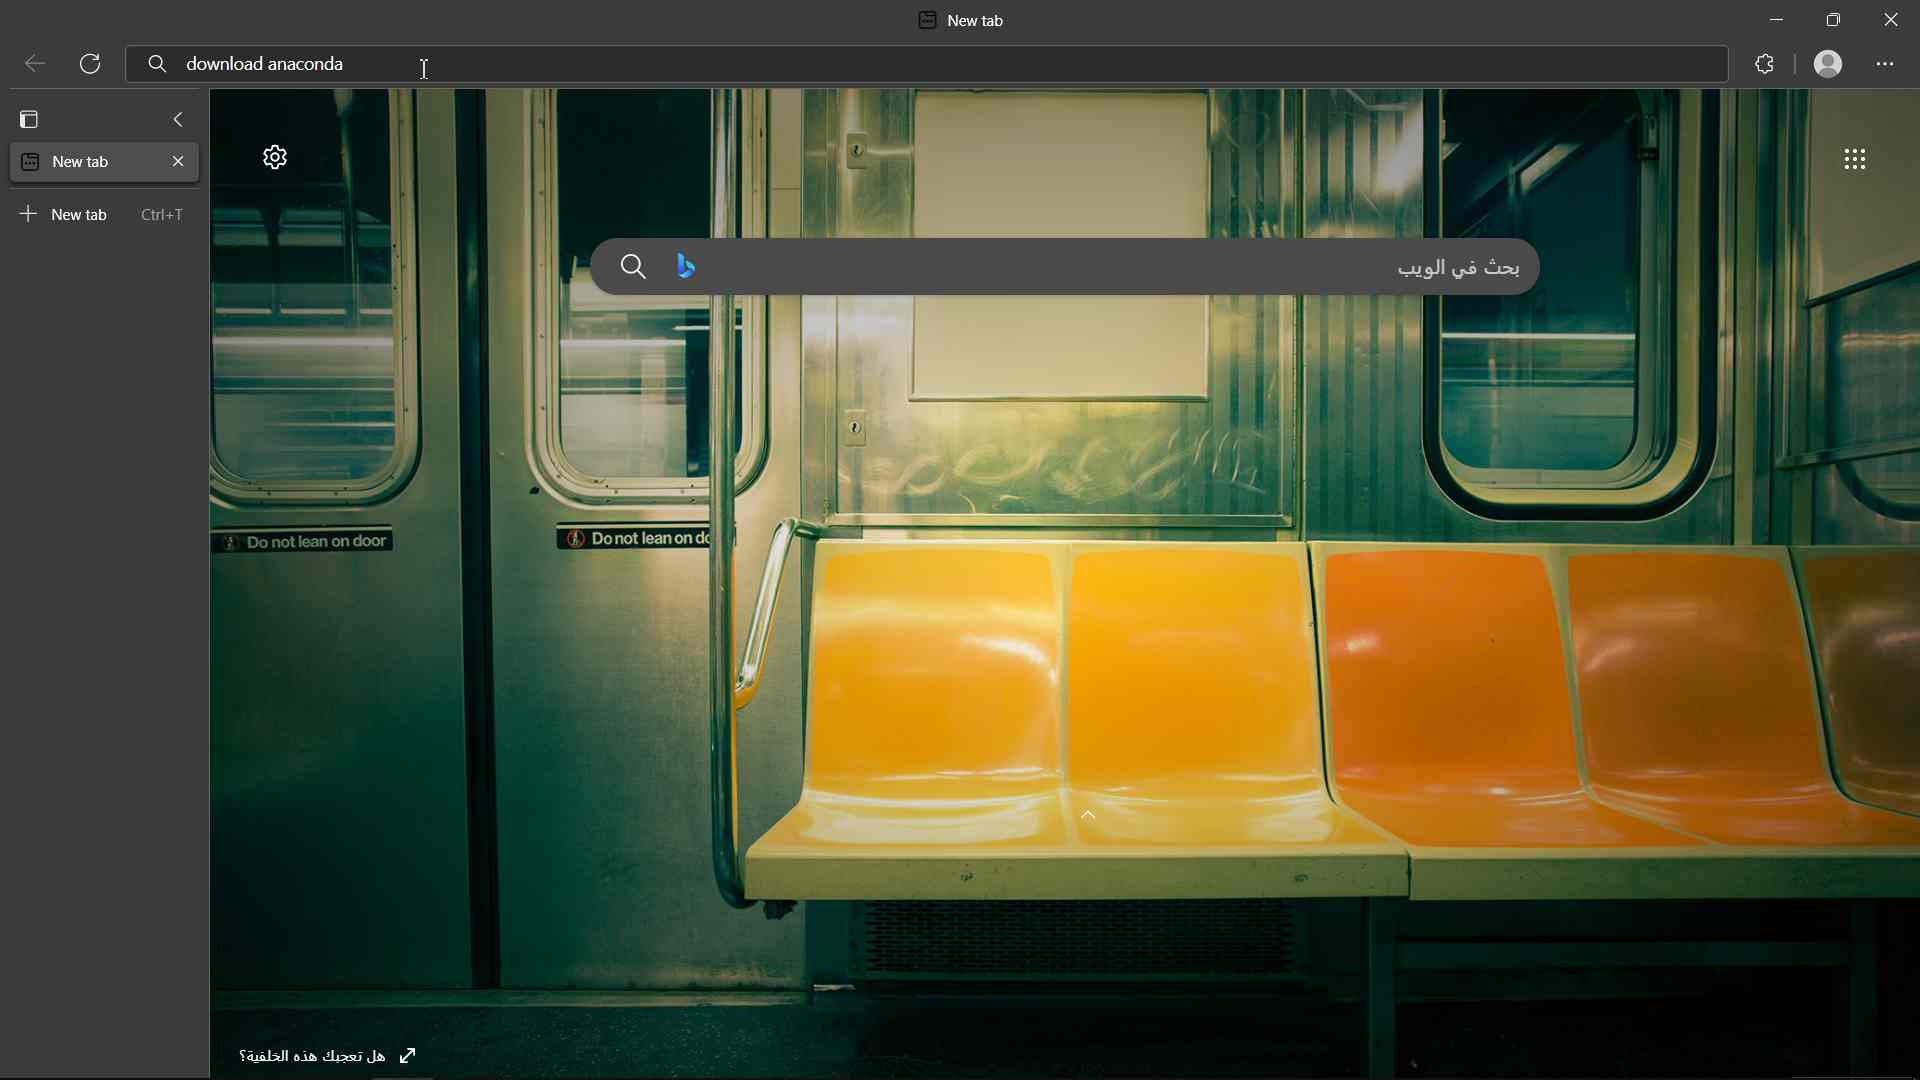 New tab
download anaconda
New tab
New tab Ctrl+T
بحث في الويب
Do not lean on door
Do not lean on do
هل تعجبك هذه الخلفية؟